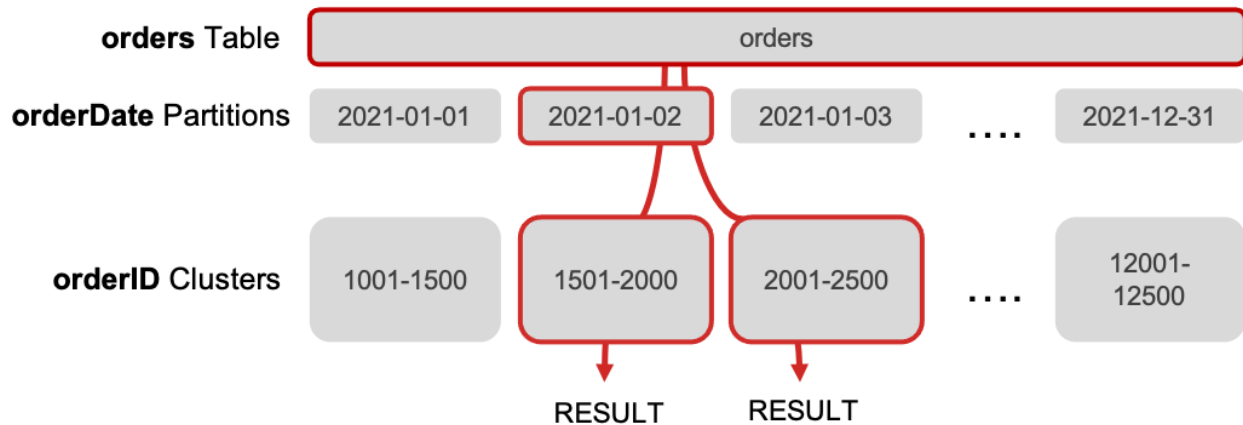 orders Table
orders
orderDate Partitions
2021-01-01
2021-01-02
2021-01-03
....
2021-12-31
orderID Clusters
1001-1500
1501-2000
2001-2500
....
12001-
12500
RESULT
RESULT